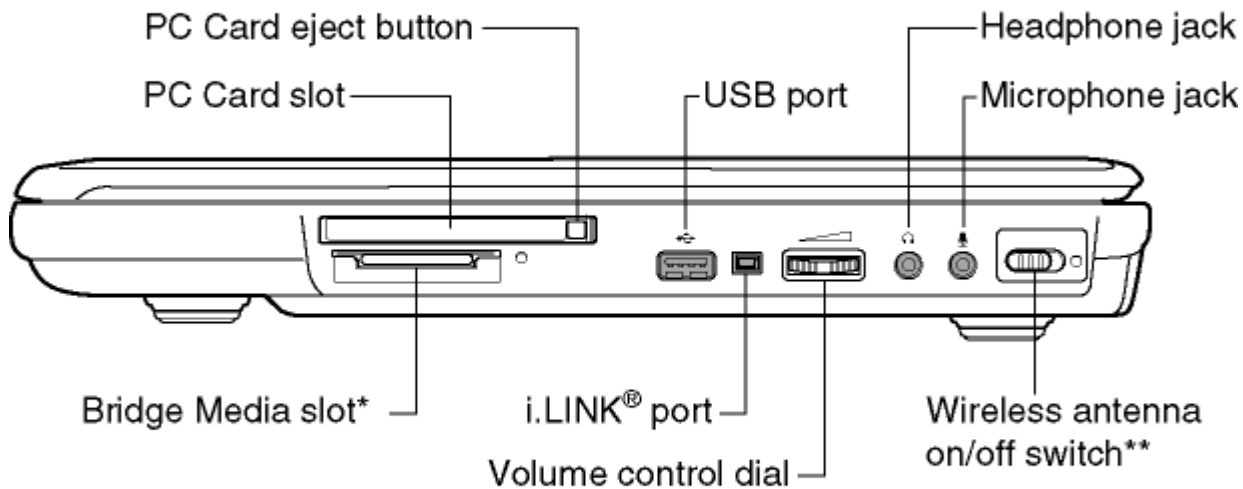 PC Card eject button
Headphone jack
PC Card slot
USB port
Microphone jack
Bridge Media slot*
i.LINK® port
Wireless antenna
on/off switch**
Volume control dial